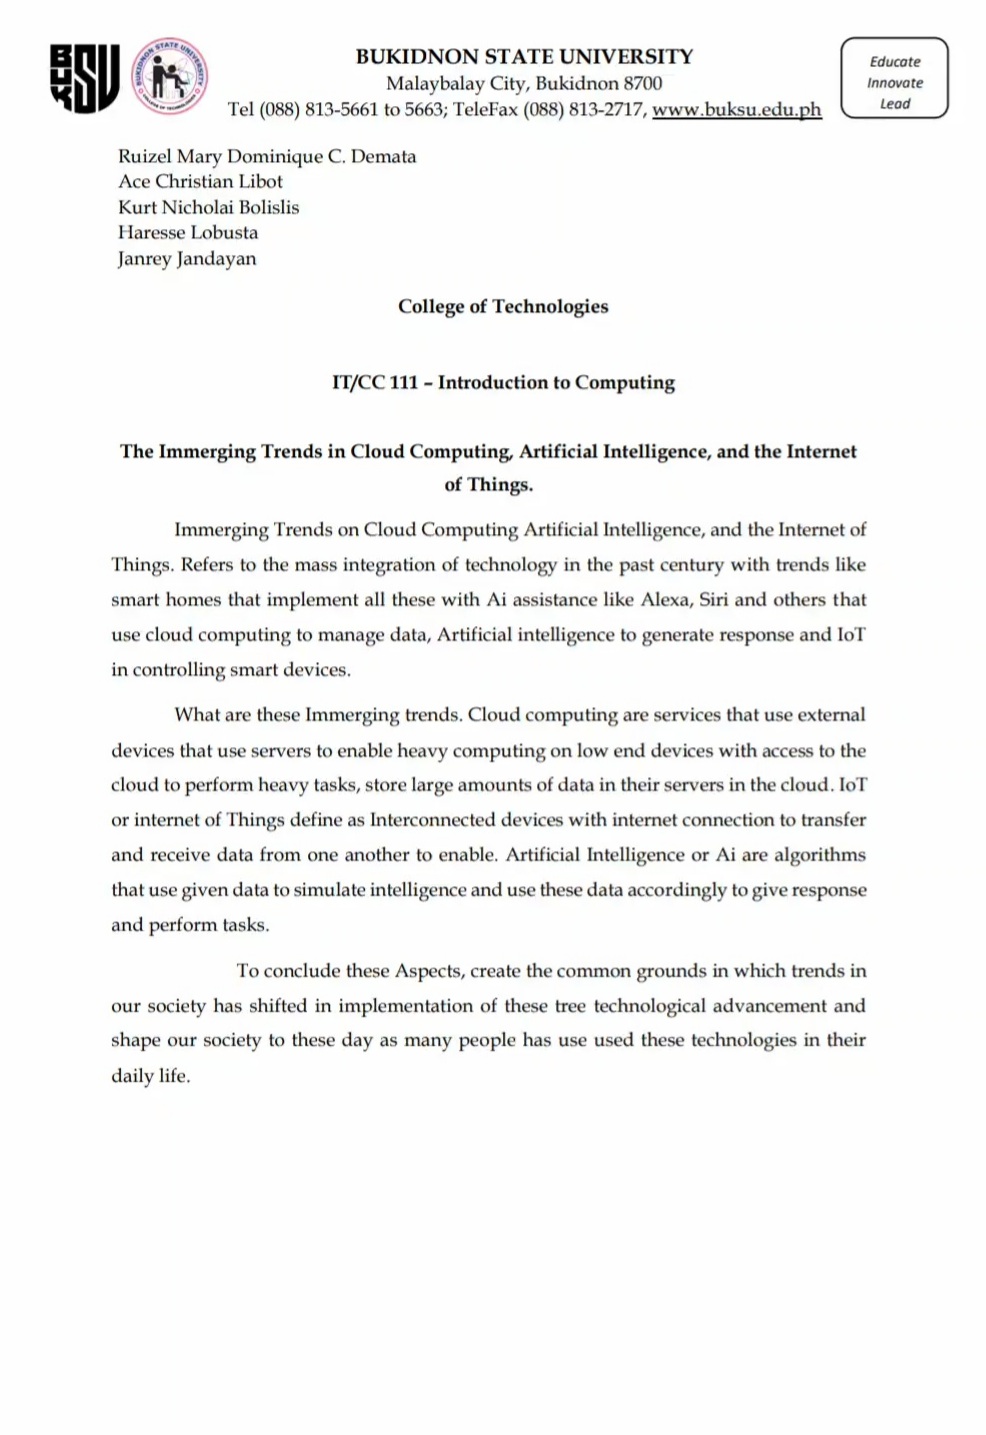 BUKSU
BUKIDNON STATE UNIVERSITY
COLLEGE OF TECHNOLOGIES
BUKIDNON STATE UNIVERSITY
Malaybalay City, Bukidnon 8700
Tel (088) 813-5661 to 5663; TeleFax (088) 813-2717, www.buksu.edu.ph
Educate
Innovate
Lead
Ruizel Mary Dominique C. Demata
Ace Christian Libot
Kurt Nicholai Bolislis
Haresse Lobusta
Janrey Jandayan
College of Technologies
IT/CC 111 – Introduction to Computing
The Immerging Trends in Cloud Computing, Artificial Intelligence, and the Internet
of Things.
Immerging Trends on Cloud Computing Artificial Intelligence, and the Internet of
Things. Refers to the mass integration of technology in the past century with trends like
smart homes that implement all these with Ai assistance like Alexa, Siri and others that
use cloud computing to manage data, Artificial intelligence to generate response and IoT
in controlling smart devices.
What are these Immerging trends. Cloud computing are services that use external
devices that use servers to enable heavy computing on low end devices with access to the
cloud to perform heavy tasks, store large amounts of data in their servers in the cloud. IoT
or internet of Things define as Interconnected devices with internet connection to transfer
and receive data from one another to enable. Artificial Intelligence or Ai are algorithms
that use given data to simulate intelligence and use these data accordingly to give response
and perform tasks.
To conclude these Aspects, create the common grounds in which trends in
our society has shifted in implementation of these tree technological advancement and
shape our society to these day as many people has use used these technologies in their
daily life.